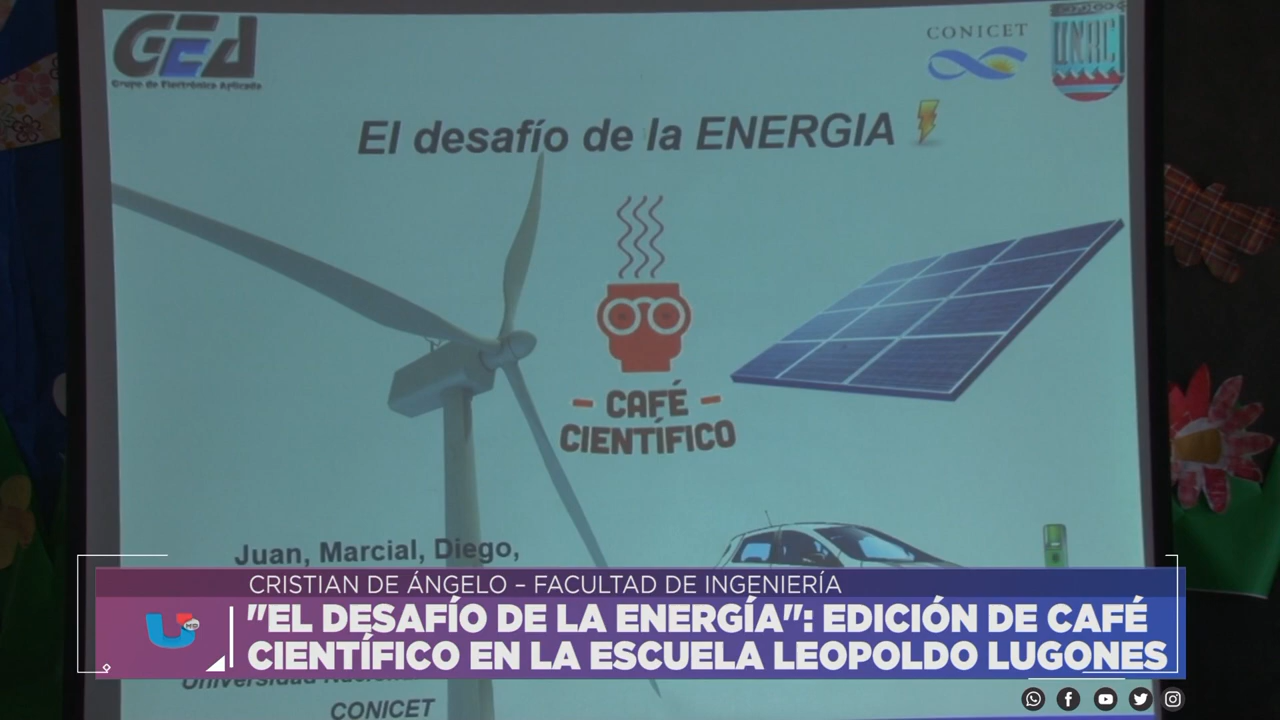 GEA
Grupo de Electrónica Aplicada
CONICET
UNRC
El desafío de la ENERGIA
- CAFÉ -
CIENTÍFICO
Juan, Marcial, Diego,
CRISTIAN DE ÁNGELO – FACULTAD DE INGENIERÍA
"EL DESAFÍO DE LA ENERGÍA": EDICIÓN DE CAFÉ
CIENTÍFICO EN LA ESCUELA LEOPOLDO LUGONES
Universidad
CONICET